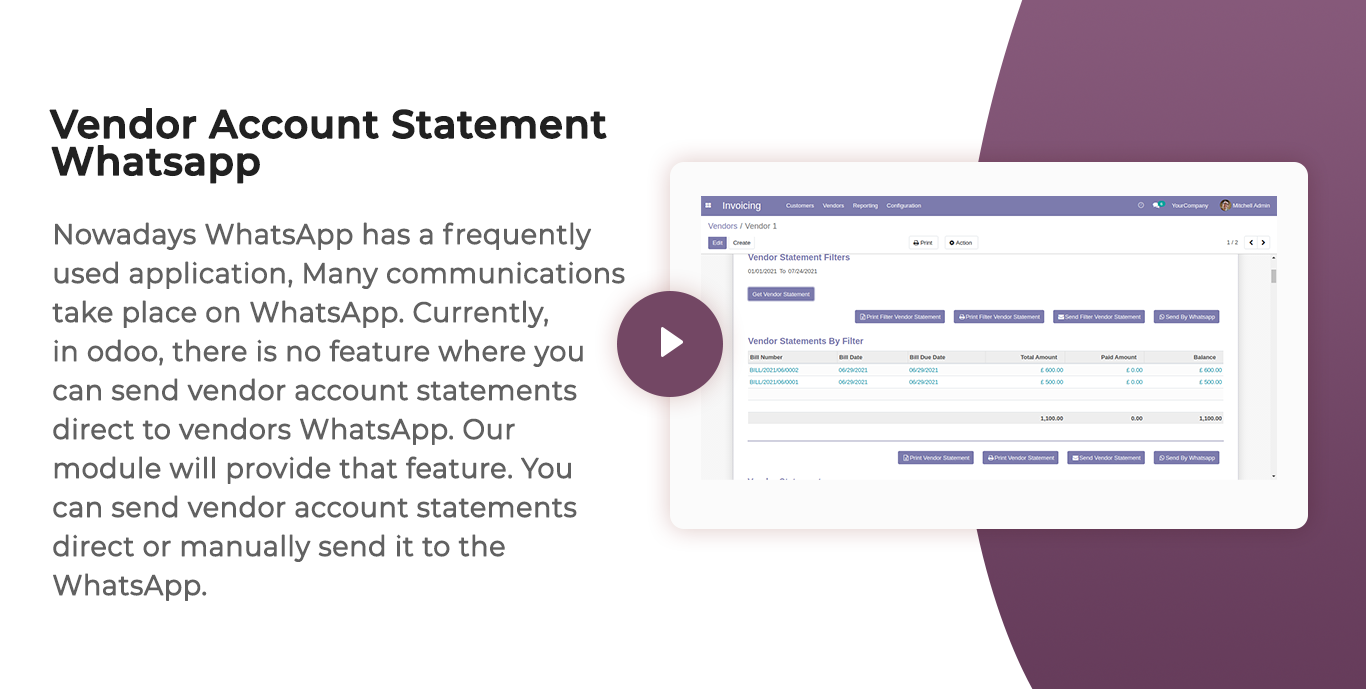 Vendor Account Statement
Whatsapp
Nowadays WhatsApp has a frequently
used application, Many communications
take place on WhatsApp. Currently,
in odoo, there is no feature where you
can send vendor account statements
direct to vendors WhatsApp. Our
module will provide that feature. You
can send vendor account statements
direct or manually send it to the
WhatsApp.
Invoicing Customers Vendors Reporting Configuration YourCompany Mitchell Admin
Vendors / Vendor 1
Edit Create Print Action 1 / 2
Vendor Statement Filters
01/01/2021 To 07/24/2021
Get Vendor Statement
Print Filter Vendor Statement Print Filter Vendor Statement Send Filter Vendor Statement Send By Whatsapp
Vendor Statements By Filter
Bill Number Bill Date Bill Due Date Total Amount Paid Amount Balance
BILL/2021/06/0002 06/29/2021 06/29/2021 £ 600.00 £ 0.00 £ 600.00
BILL/2021/06/0001 06/29/2021 06/29/2021 £ 500.00 £ 0.00 £ 500.00
1,100.00 0.00 1,100.00
Print Vendor Statement Print Vendor Statement Send Vendor Statement Send By Whatsapp